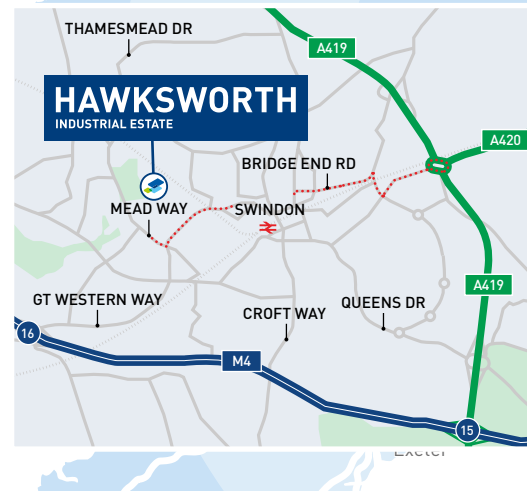 THAMESMEAD DR
A419
HAWKSWORTH
INDUSTRIAL ESTATE
A420
BRIDGE END RD
MEAD WAY
SWINDON
A419
GT WESTERN WAY
CROFT WAY
QUEENS DR
16
M4
15
Exeter